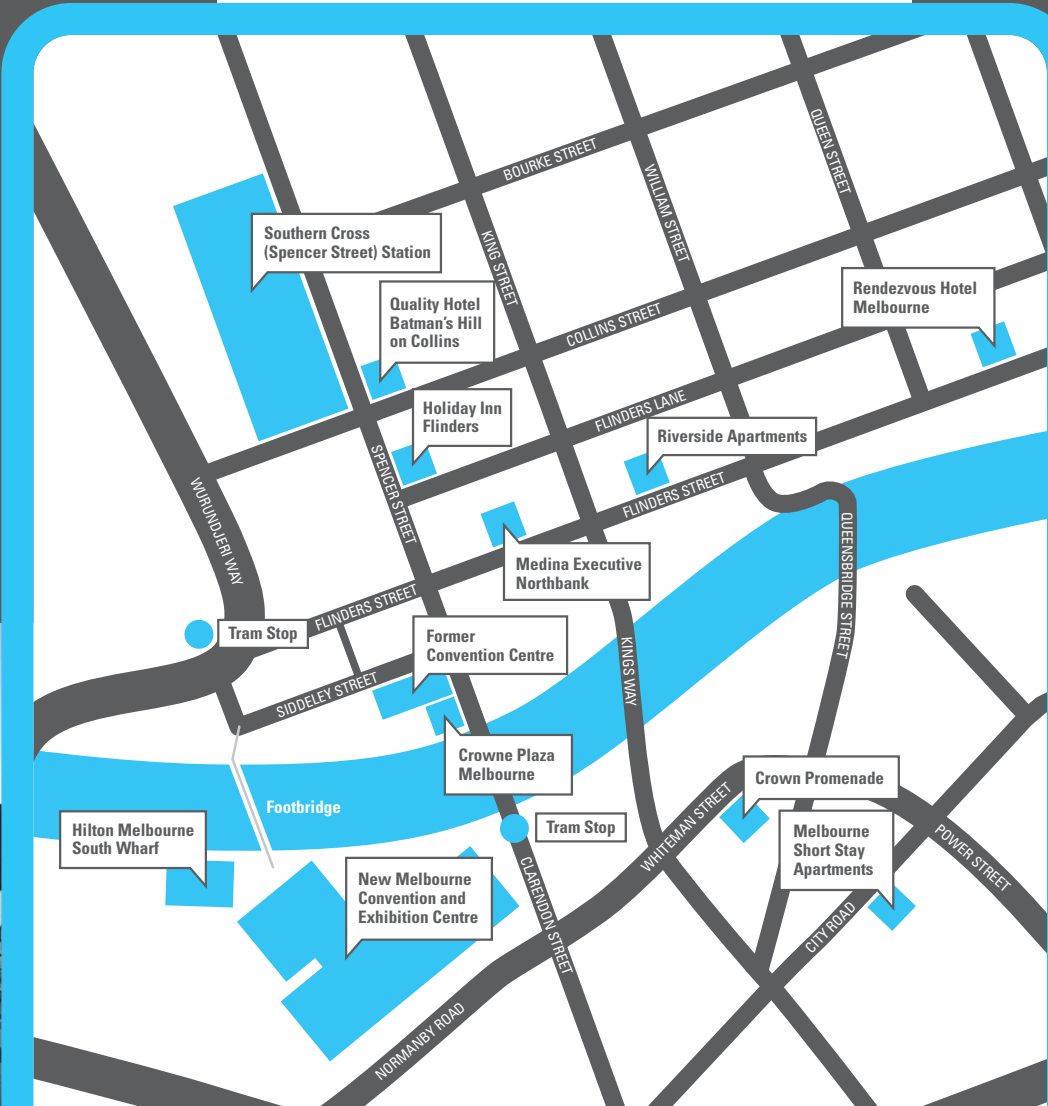 BOURKE STREET
QUEEN STREET
WILLIAM STREET
KING STREET
Southern Cross
(Spencer Street) Station
Quality Hotel
Batman's Hill
on Collins
COLLINS STREET
Rendezvous Hotel
Melbourne
Holiday Inn
Flinders
FLINDERS LANE
Riverside Apartments
SPENCER STREET
WURUNDJERI WAY
FLINDERS STREET
QUEENSBRIDGE STREET
Medina Executive
Northbank
FLINDERS STREET
Tram Stop
Former
Convention Centre
KINGS WAY
SIDDELEY STREET
Crowne Plaza
Melbourne
Crown Promenade
Footbridge
Hilton Melbourne
South Wharf
Tram Stop
WHITEMAN STREET
Melbourne
Short Stay
Apartments
POWER STREET
New Melbourne
Convention and
Exhibition Centre
CLARENDON STREET
CITY ROAD
NORMANBY ROAD